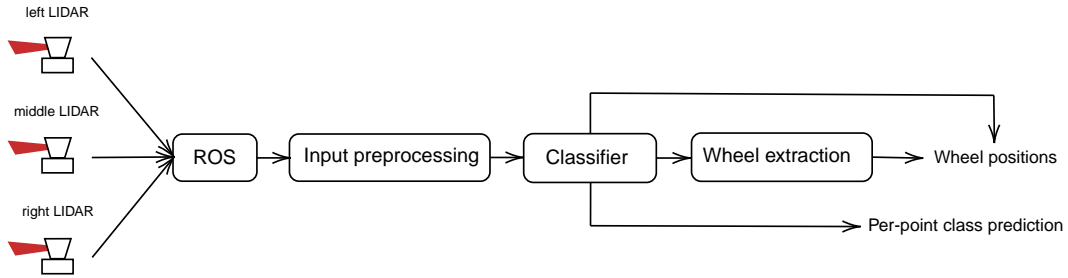 left LIDAR
middle LIDAR
right LIDAR
ROS
Input preprocessing
Classifier
Wheel extraction
Wheel positions
Per-point class prediction